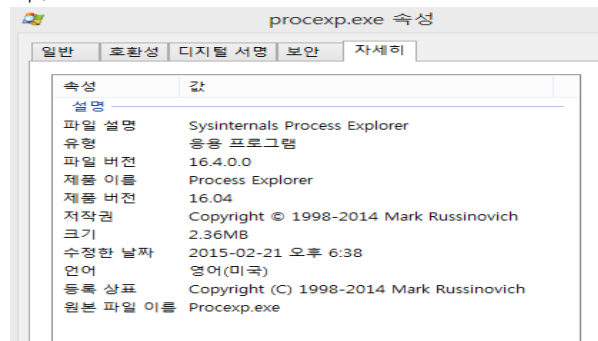 procexp.exe 속성
일반 호환성 디지털 서명 보안 자세히
속성 값
설명
파일 설명 Sysinternals Process Explorer
유형 응용 프로그램
파일 버전 16.4.0.0
제품 이름 Process Explorer
제품 버전 16.04
저작권 Copyright © 1998-2014 Mark Russinovich
크기 2.36MB
수정한 날짜 2015-02-21 오후 6:38
언어 영어(미국)
등록 상표 Copyright (C) 1998-2014 Mark Russinovich
원본 파일 이름 Procexp.exe